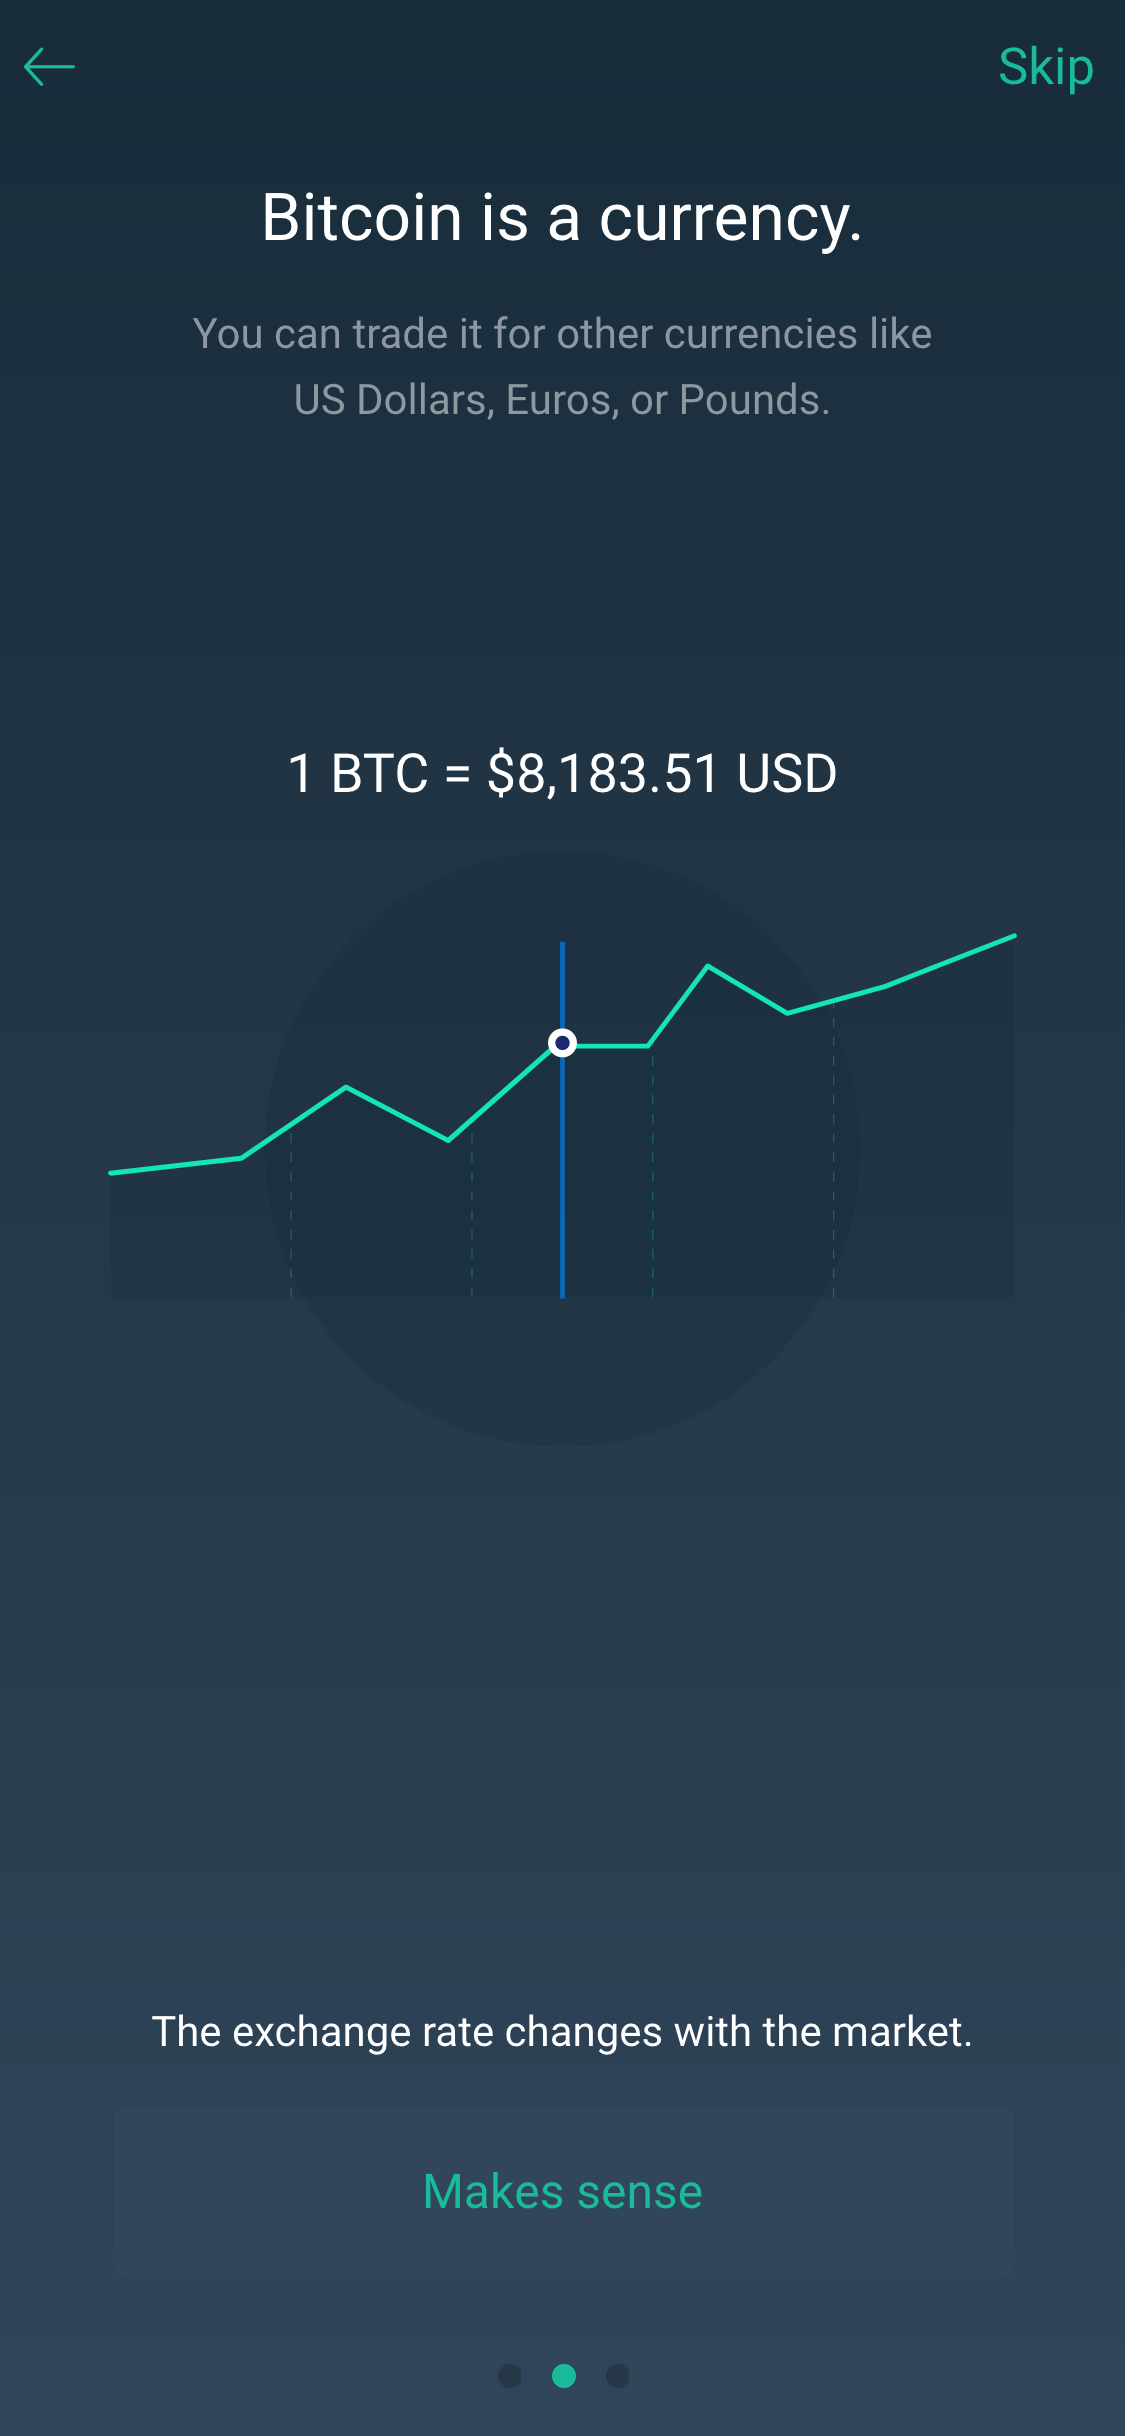 Skip
Bitcoin is a currency.
You can trade it for other currencies like
US Dollars, Euros, or Pounds.
1 BTC = $8,183.51 USD
The exchange rate changes with the market.
Makes sense